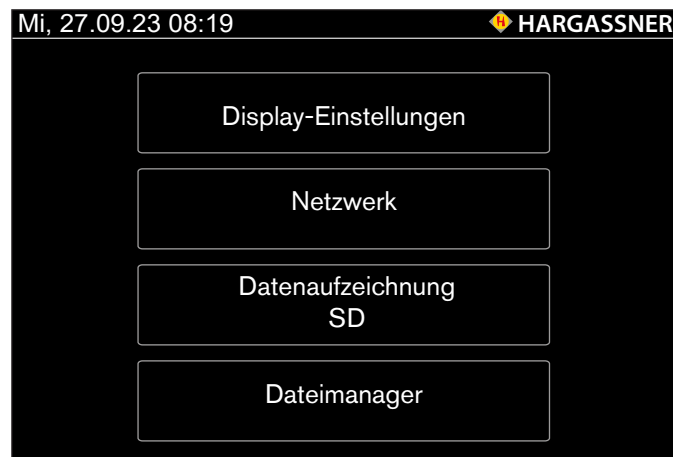 Mi, 27.09.23 08:19
H HARGASSNER
Display-Einstellungen
Netzwerk
Datenaufzeichnung
SD
Dateimanager